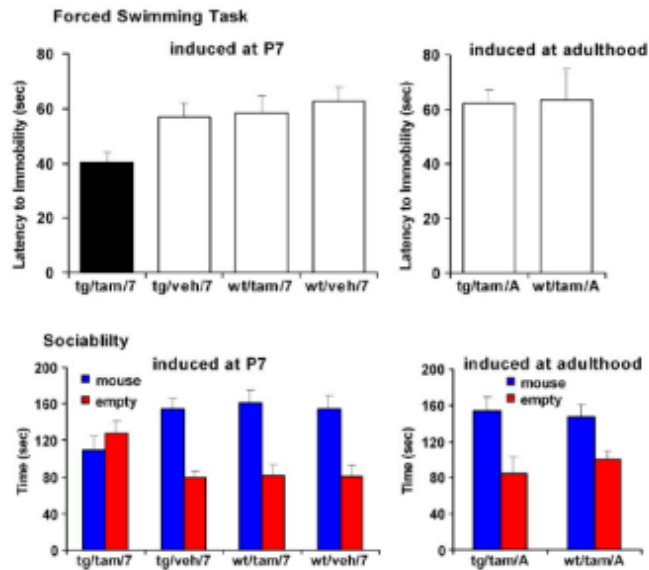 Forced Swimming Task
induced at P7
induced at adulthood
Latency to Immobility (sec)
80
60
40
20
0
tg/tam/7 tg/veh/7 wt/tam/7 wt/veh/7
Latency to Immobility (sec)
80
60
40
20
0
tg/tam/A wt/tam/A
Sociablilty
induced at P7
induced at adulthood
Time (sec)
200
160
120
80
40
0
mouse
empty
tg/tam/7 tg/veh/7 wt/tam/7 wt/veh/7
Time (sec)
200
160
120
80
40
0
mouse
empty
tg/tam/A wt/tam/A